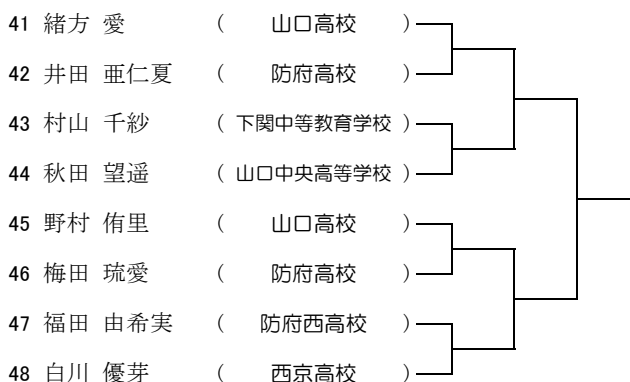 41 緒方 愛 ( 山口高校 )
42 井田 亜仁夏 ( 防府高校 )
43 村山 千紗 ( 下関中等教育学校 )
44 秋田 望遥 ( 山口中央高等学校 )
45 野村 侑里 ( 山口高校 )
46 梅田 琉愛 ( 防府高校 )
47 福田 由希実 ( 防府西高校 )
48 白川 優芽 ( 西京高校 )